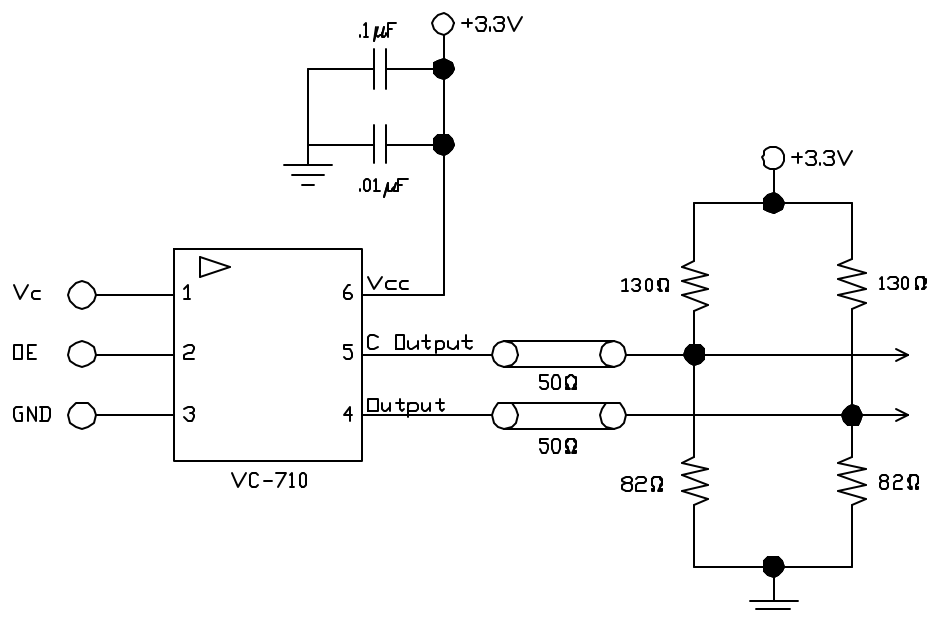 .1µF
+3.3V
.01µF
+3.3V
Vc
1
6
Vcc
130Ω
130Ω
OE
2
5
C Output
50Ω
GND
3
4
Output
50Ω
VC-710
82Ω
82Ω